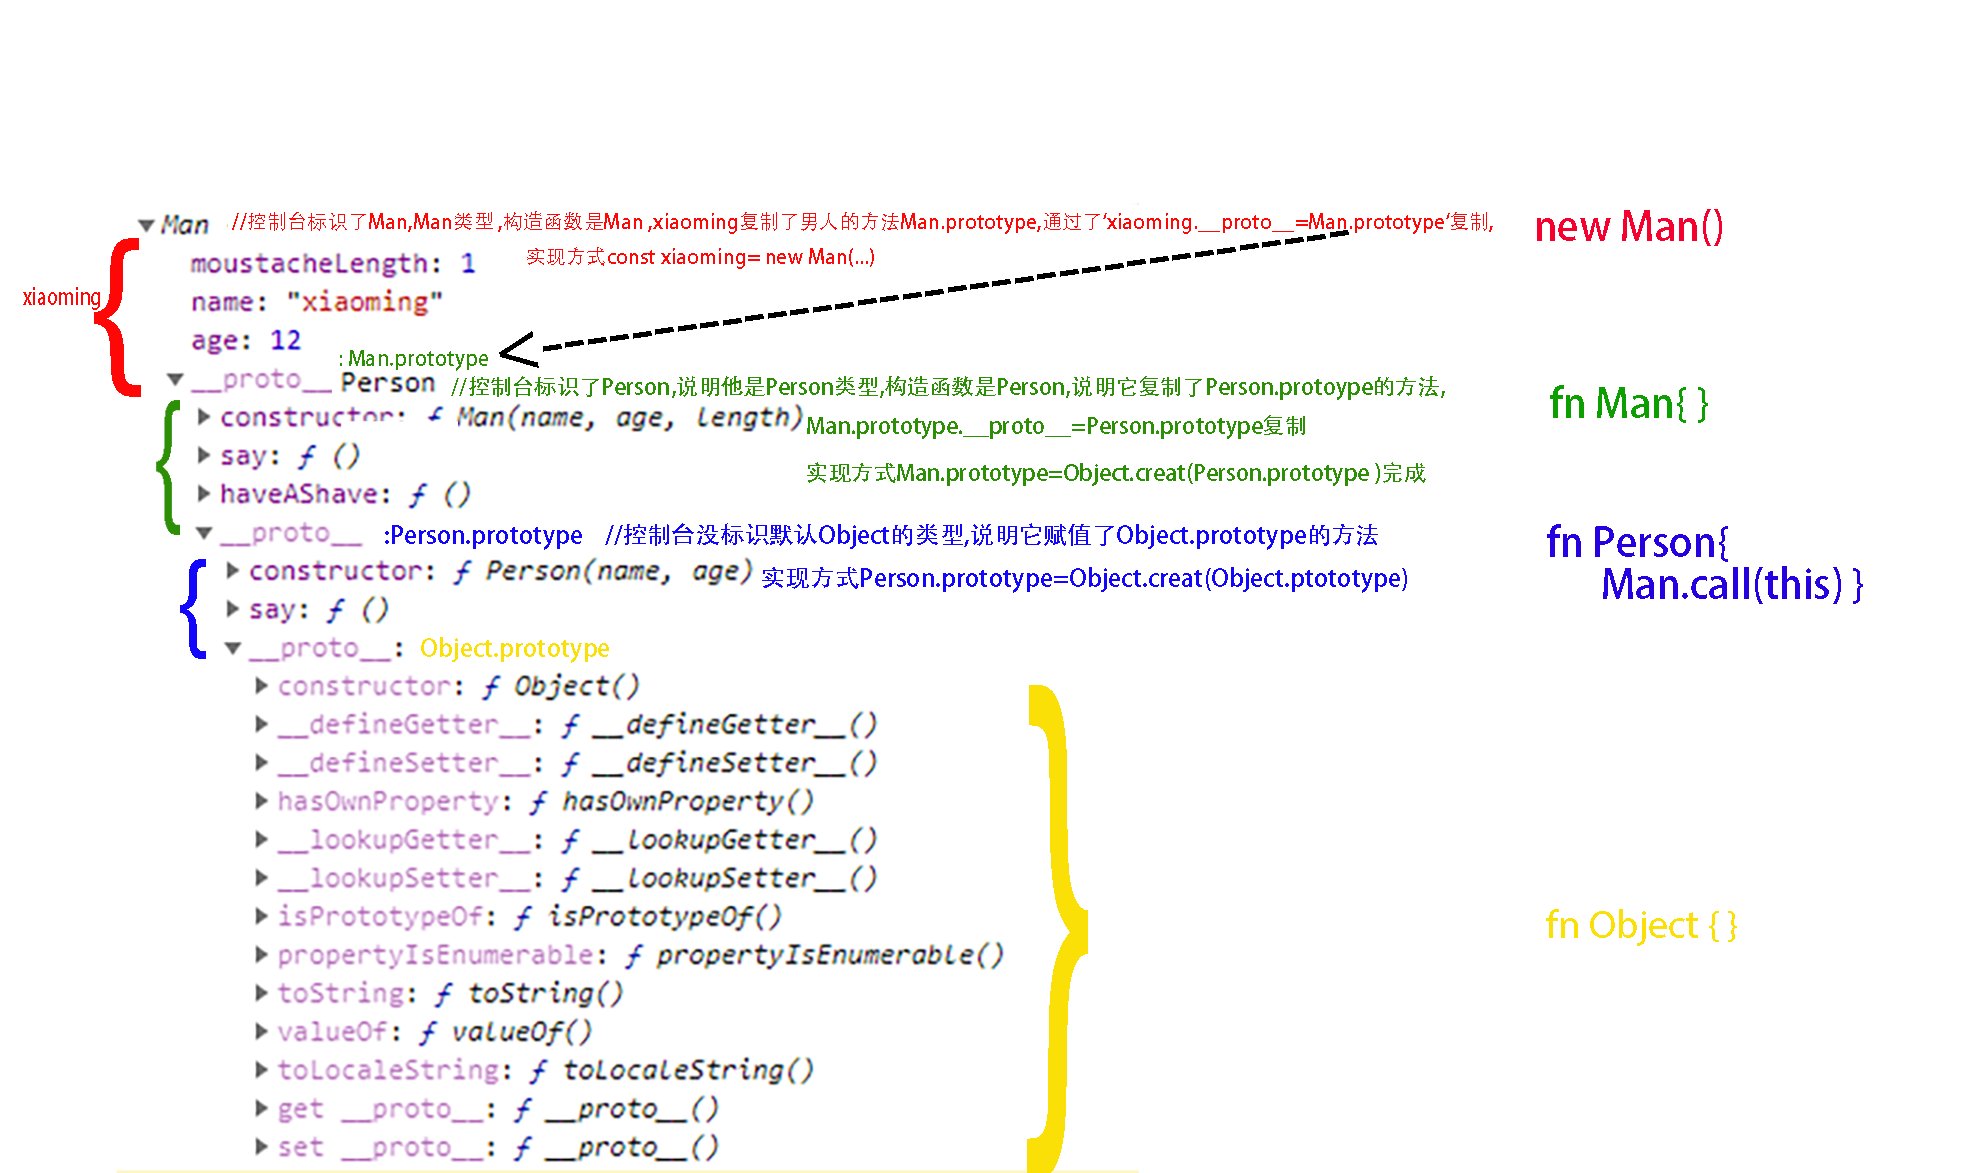 Man //控制台标识了Man,Man类型,构造函数是Man ,xiaoming复制了男人的方法Man.prototype,通过了‘xiaoming.__proto__=Man.prototype‘复制,
new Man()
实现方式const xiaoming= new Man(...)
moustacheLength: 1
xiaoming
name: "xiaoming"
age: 12
: Man.prototype
__proto__ Person //控制台标识了Person,说明他是Person类型,构造函数是Person,说明它复制了Person.protoype的方法,
fn Man{ }
constructor: ƒ Man(name, age, length)
Man.prototype.__proto__=Person.prototype复制
say: ƒ ()
实现方式Man.prototype=Object.creat(Person.prototype )完成
haveAShave: ƒ ()
__proto__ :Person.prototype //控制台没标识默认Object的类型,说明它赋值了Object.prototype的方法
fn Person{
constructor: ƒ Person(name, age) 实现方式Person.prototype=Object.creat(Object.ptototype)
Man.call(this) }
say: ƒ ()
__proto__: Object.prototype
constructor: ƒ Object()
__defineGetter__: ƒ __defineGetter__()
__defineSetter__: ƒ __defineSetter__()
hasOwnProperty: ƒ hasOwnProperty()
__lookupGetter__: ƒ __lookupGetter__()
__lookupSetter__: ƒ __lookupSetter__()
isPrototypeOf: ƒ isPrototypeOf()
fn Object { }
propertyIsEnumerable: ƒ propertyIsEnumerable()
toString: ƒ toString()
valueOf: ƒ valueOf()
toLocaleString: ƒ toLocaleString()
get __proto__: ƒ __proto__()
set __proto__: ƒ __proto__()